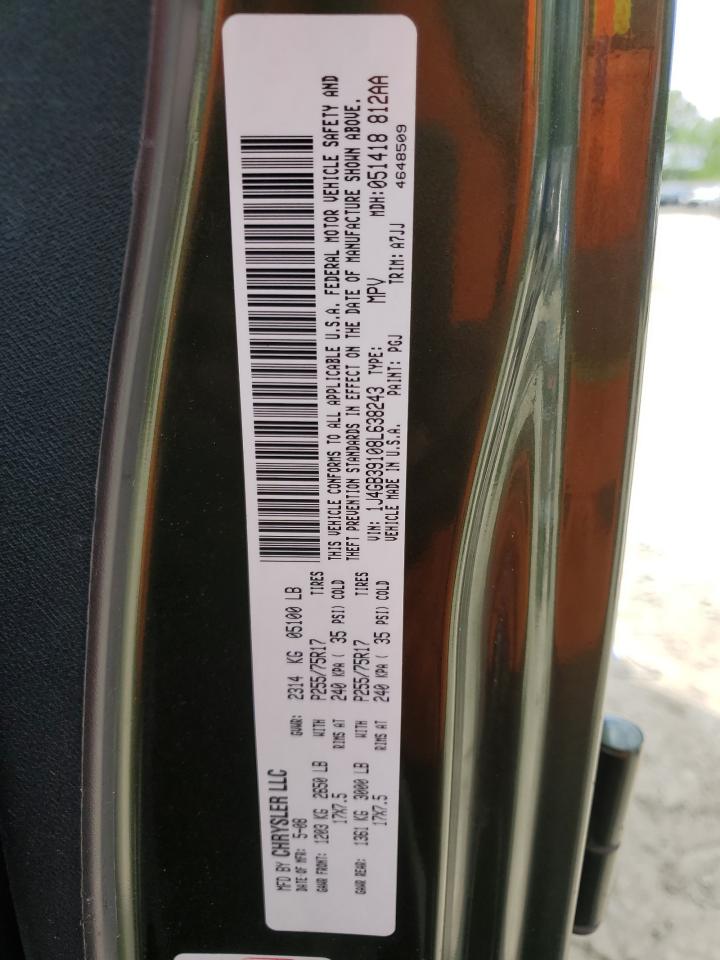 MFD BY CHRYSLER LLC
DATE OF MFR: 5-08 GVWR: 2314 KG 05100 LB
GAWR FRONT: 1203 KG 2650 LB WITH P255/75R17 TIRES
17X7.5 RIMS AT 240 KPA ( 35 PSI) COLD
GAWR REAR: 1361 KG 3000 LB WITH P255/75R17 TIRES
17X7.5 RIMS AT 240 KPA ( 35 PSI) COLD
THIS VEHICLE CONFORMS TO ALL APPLICABLE U.S.A. FEDERAL MOTOR VEHICLE SAFETY AND
THEFT PREVENTION STANDARDS IN EFFECT ON THE DATE OF MANUFACTURE SHOWN ABOVE.
VIN: 1J4GB39108L638243 TYPE: MPV MDH:051418 812AA
VEHICLE MADE IN U.S.A. PAINT: PGJ TRIM: A7JJ 4648509